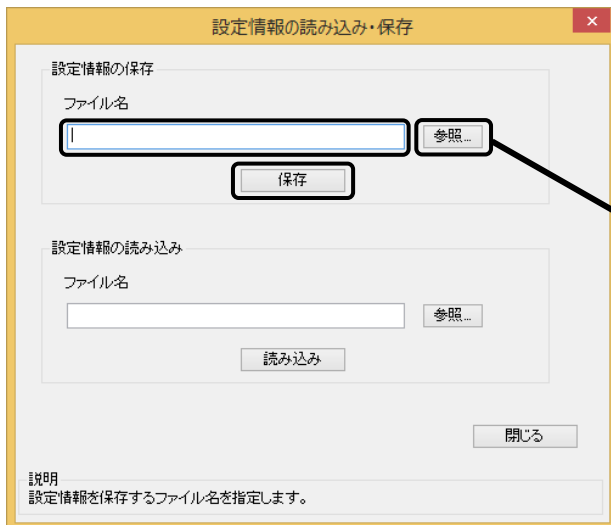 設定情報の読み込み・保存
設定情報の保存
ファイル名
参照...
保存
設定情報の読み込み
ファイル名
参照...
読み込み
閉じる
説明
設定情報を保存するファイル名を指定します。